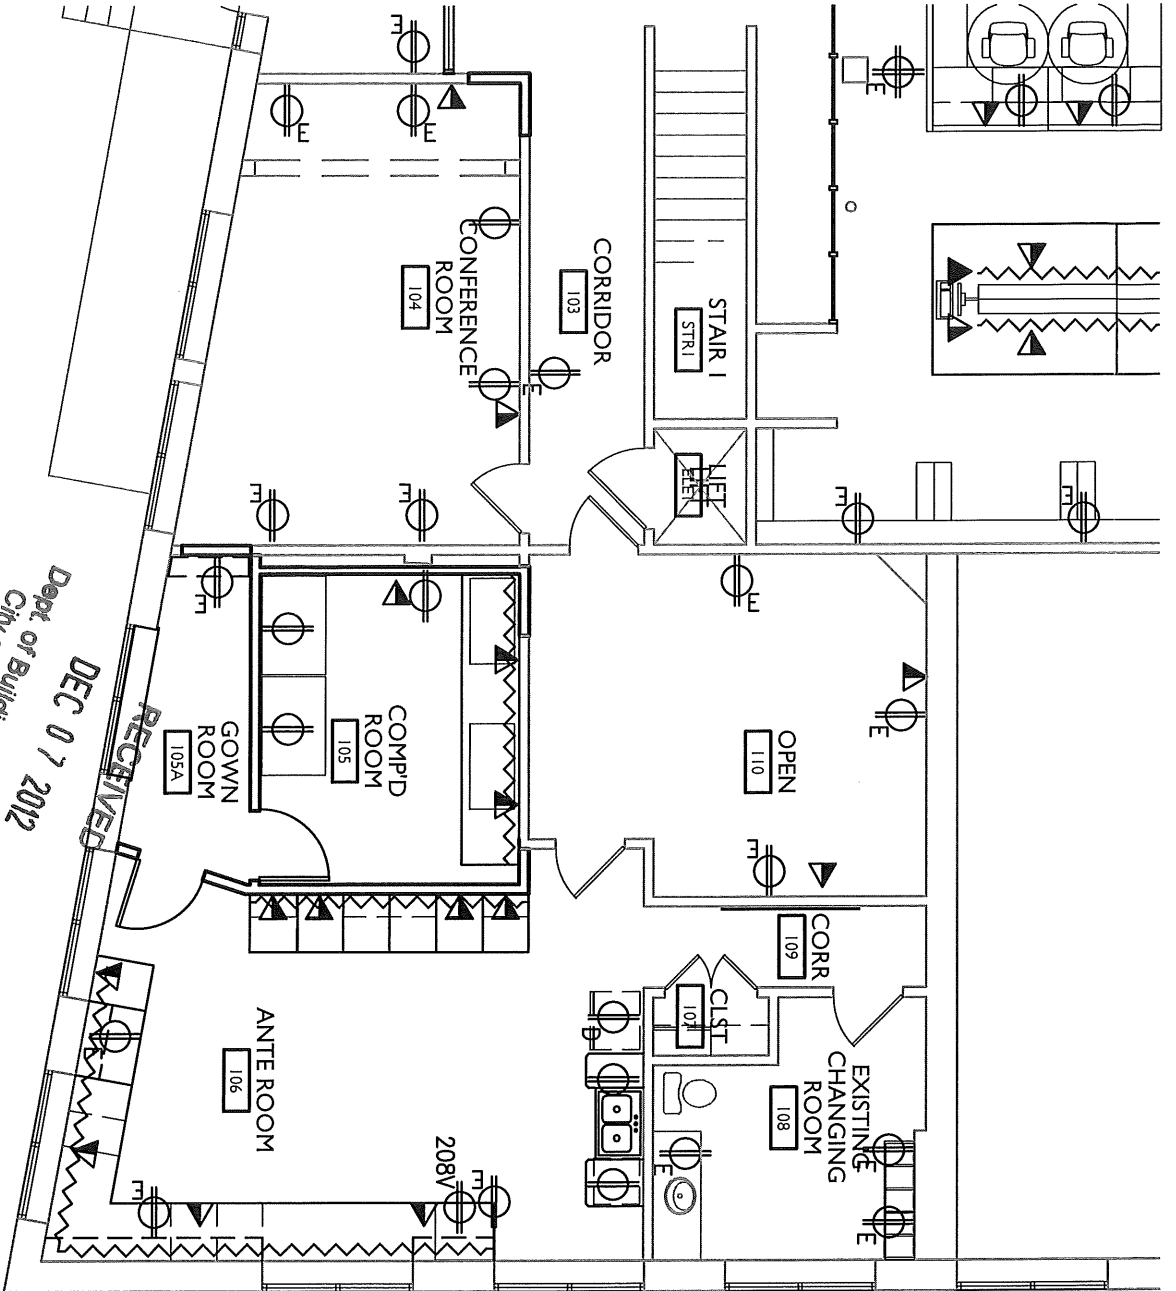 E
E
E
E
CONFERENCE
ROOM
104
CORRIDOR
103
STAIR 1
STR1
E
E
E
LIFT
ELE1
E
E
E
E
E
GOWN
ROOM
105A
COMP'D
ROOM
105
OPEN
110
E
CORR
109
CLST
107
D
ANTE ROOM
106
EXISTING
CHANGING
ROOM
108
E
E
E
208V
E
E
RECEIVED
DEC 07 2012
Dept. of Buildi
City